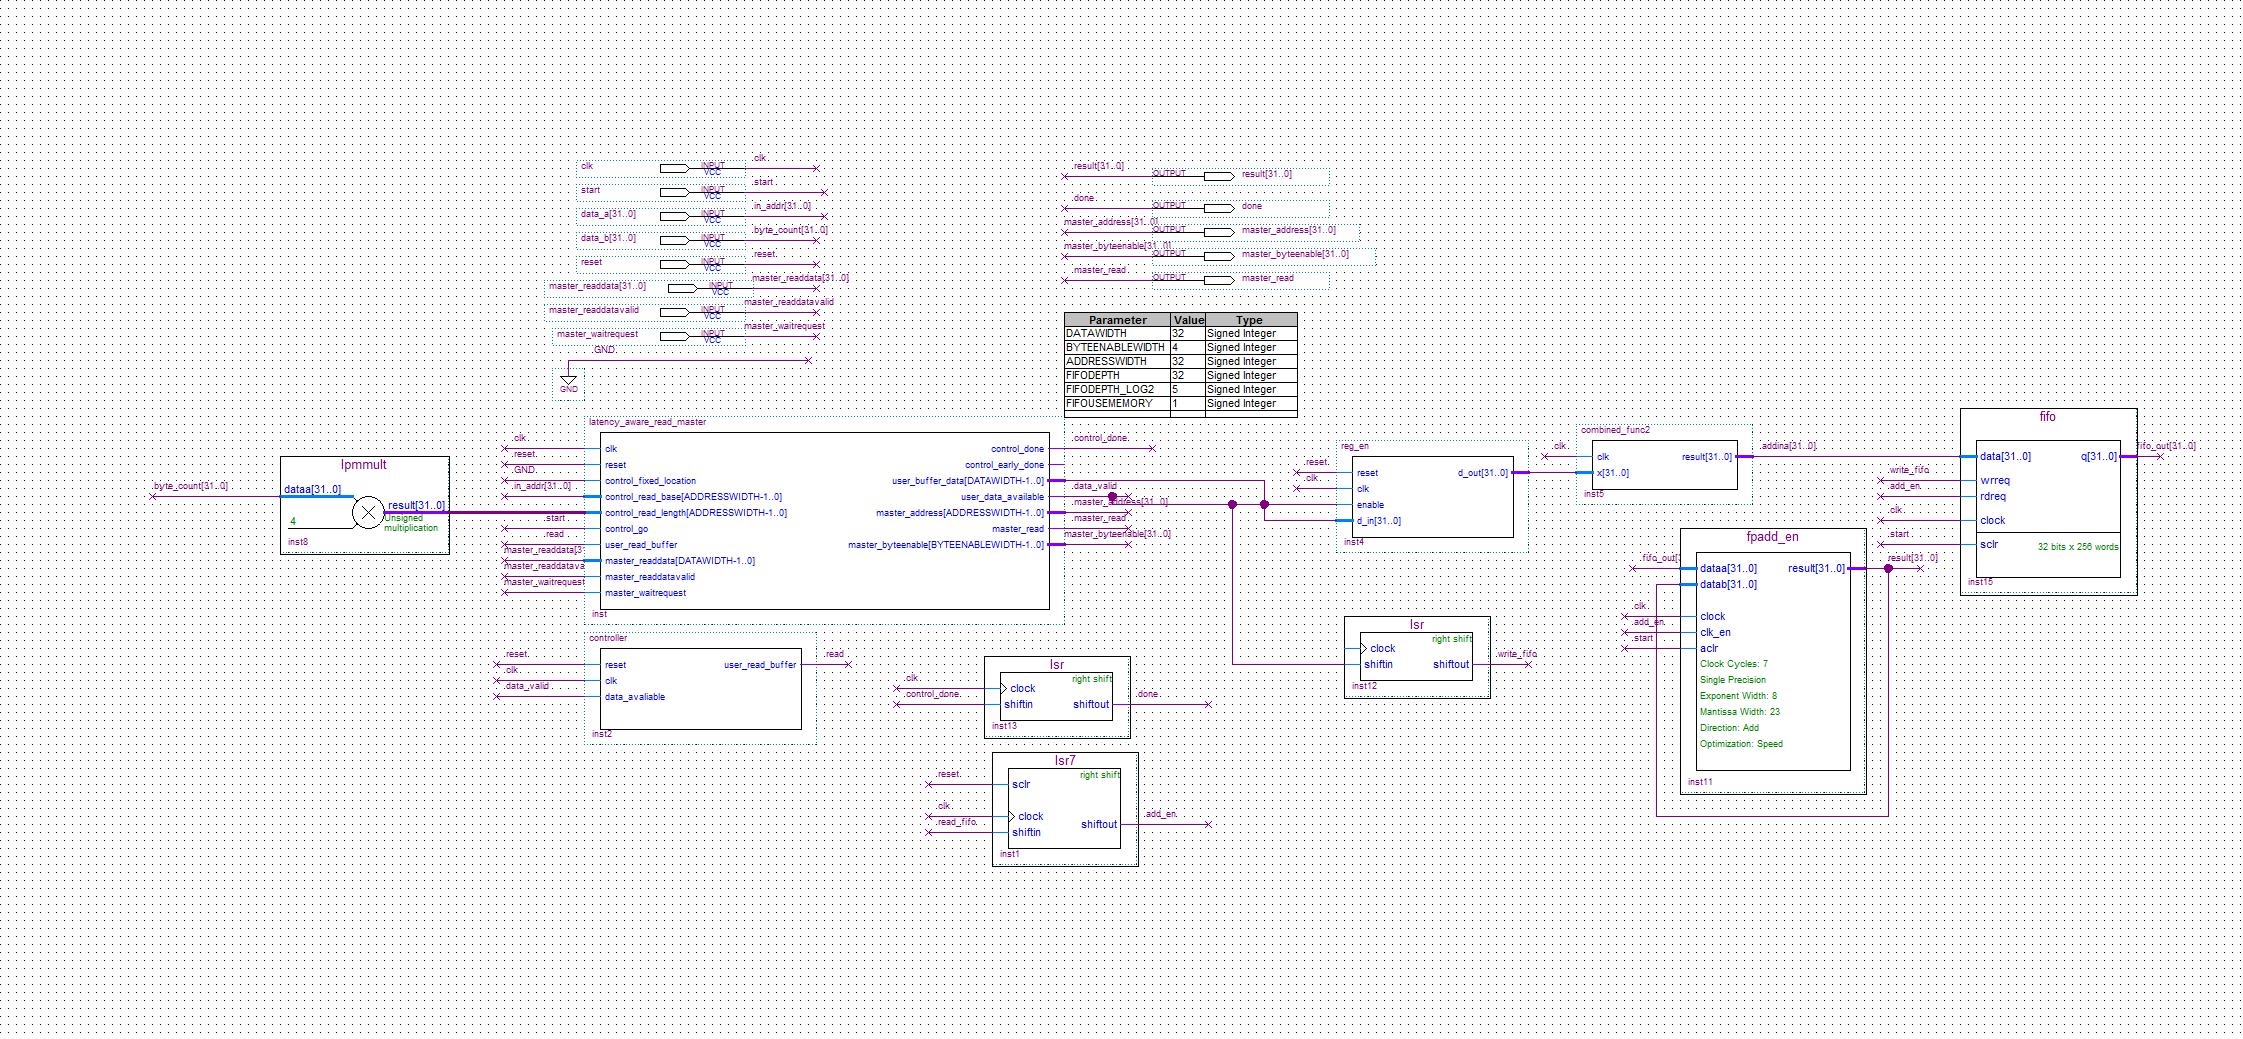 clk INPUT VCC clk
start INPUT VCC start
data_a[31..0] INPUT VCC in_addr[31..0]
data_b[31..0] INPUT VCC byte_count[31..0]
reset INPUT VCC reset
master_readdata[31..0] INPUT VCC master_readdata[31..0]
master_readdatavalid INPUT VCC master_readdatavalid
master_waitrequest INPUT VCC master_waitrequest
GND
GND
result[31..0] OUTPUT result[31..0]
done OUTPUT done
master_address[31..0] OUTPUT master_address[31..0]
master_byteenable[31..0] OUTPUT master_byteenable[31..0]
master_read OUTPUT master_read
Parameter Value Type
DATAWIDTH 32 Signed Integer
BYTEENABLEWIDTH 4 Signed Integer
ADDRESSWIDTH 32 Signed Integer
FIFODEPTH 32 Signed Integer
FIFODEPTH_LOG2 5 Signed Integer
FIFOUSEMEMORY 1 Signed Integer
lpmmult
byte_count[31..0]
dataa[31..0]
result[31..0]
4
Unsigned
multiplication
inst8
latency_aware_read_master
clk clk control_done control_done
reset reset control_early_done
GND control_fixed_location user_buffer_data[DATAWIDTH-1..0]
in_addr[31..0] control_read_base[ADDRESSWIDTH-1..0] user_data_available data_valid
control_read_length[ADDRESSWIDTH-1..0] master_address[ADDRESSWIDTH-1..0] master_address[31..0]
start control_go master_read master_read
read user_read_buffer master_byteenable[BYTEENABLEWIDTH-1..0] master_byteenable[31..0]
master_readdata[3 master_readdata[DATAWIDTH-1..0]
master_readdatava master_readdatavalid
master_waitrequest master_waitrequest
inst
controller
reset reset user_read_buffer read
clk clk
data_valid data_avaliable
inst2
lsr
right shift
clk clock
control_done shiftin shiftout done
inst13
lsr7
right shift
reset sclr
clk clock
read_fifo shiftin shiftout add_en
inst1
reg_en
reset reset d_out[31..0]
clk clk
enable
d_in[31..0]
inst4
lsr
right shift
clock
shiftin shiftout write_fifo
inst12
combined_func2
clk clk result[31..0] addina[31..0]
x[31..0]
inst5
fpadd_en
fifo_out[ dataa[31..0] result[31..0] result[31..0]
datab[31..0]
clk clock
add_en clk_en
start aclr
Clock Cycles: 7
Single Precision
Exponent Width: 8
Mantissa Width: 23
Direction: Add
Optimization: Speed
inst11
fifo
data[31..0] q[31..0] fifo_out[31..0]
write_fifo wrreq
add_en rdreq
clk clock
start sclr
32 bits x 256 words
inst15